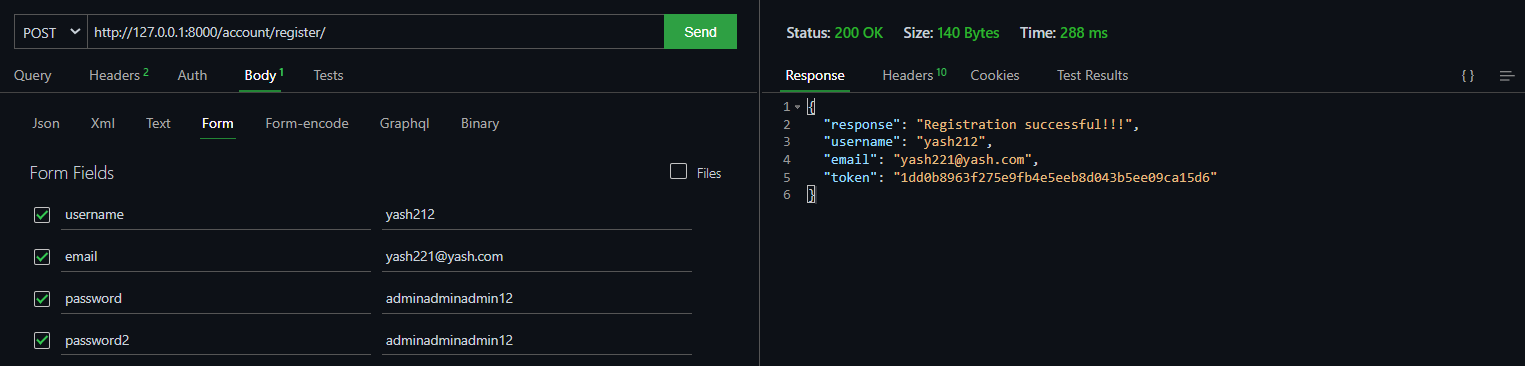 POST http://127.0.0.1:8000/account/register/ Send
Query Headers 2 Auth Body 1 Tests
Json Xml Text Form Form-encode Graphql Binary
Form Fields Files
username yash212
email yash221@yash.com
password adminadminadmin12
password2 adminadminadmin12
Status: 200 OK Size: 140 Bytes Time: 288 ms
Response Headers 10 Cookies Test Results { }
1 {
2 "response": "Registration successful!!!",
3 "username": "yash212",
4 "email": "yash221@yash.com",
5 "token": "1dd0b8963f275e9fb4e5eeb8d043b5ee09ca15d6"
6 }